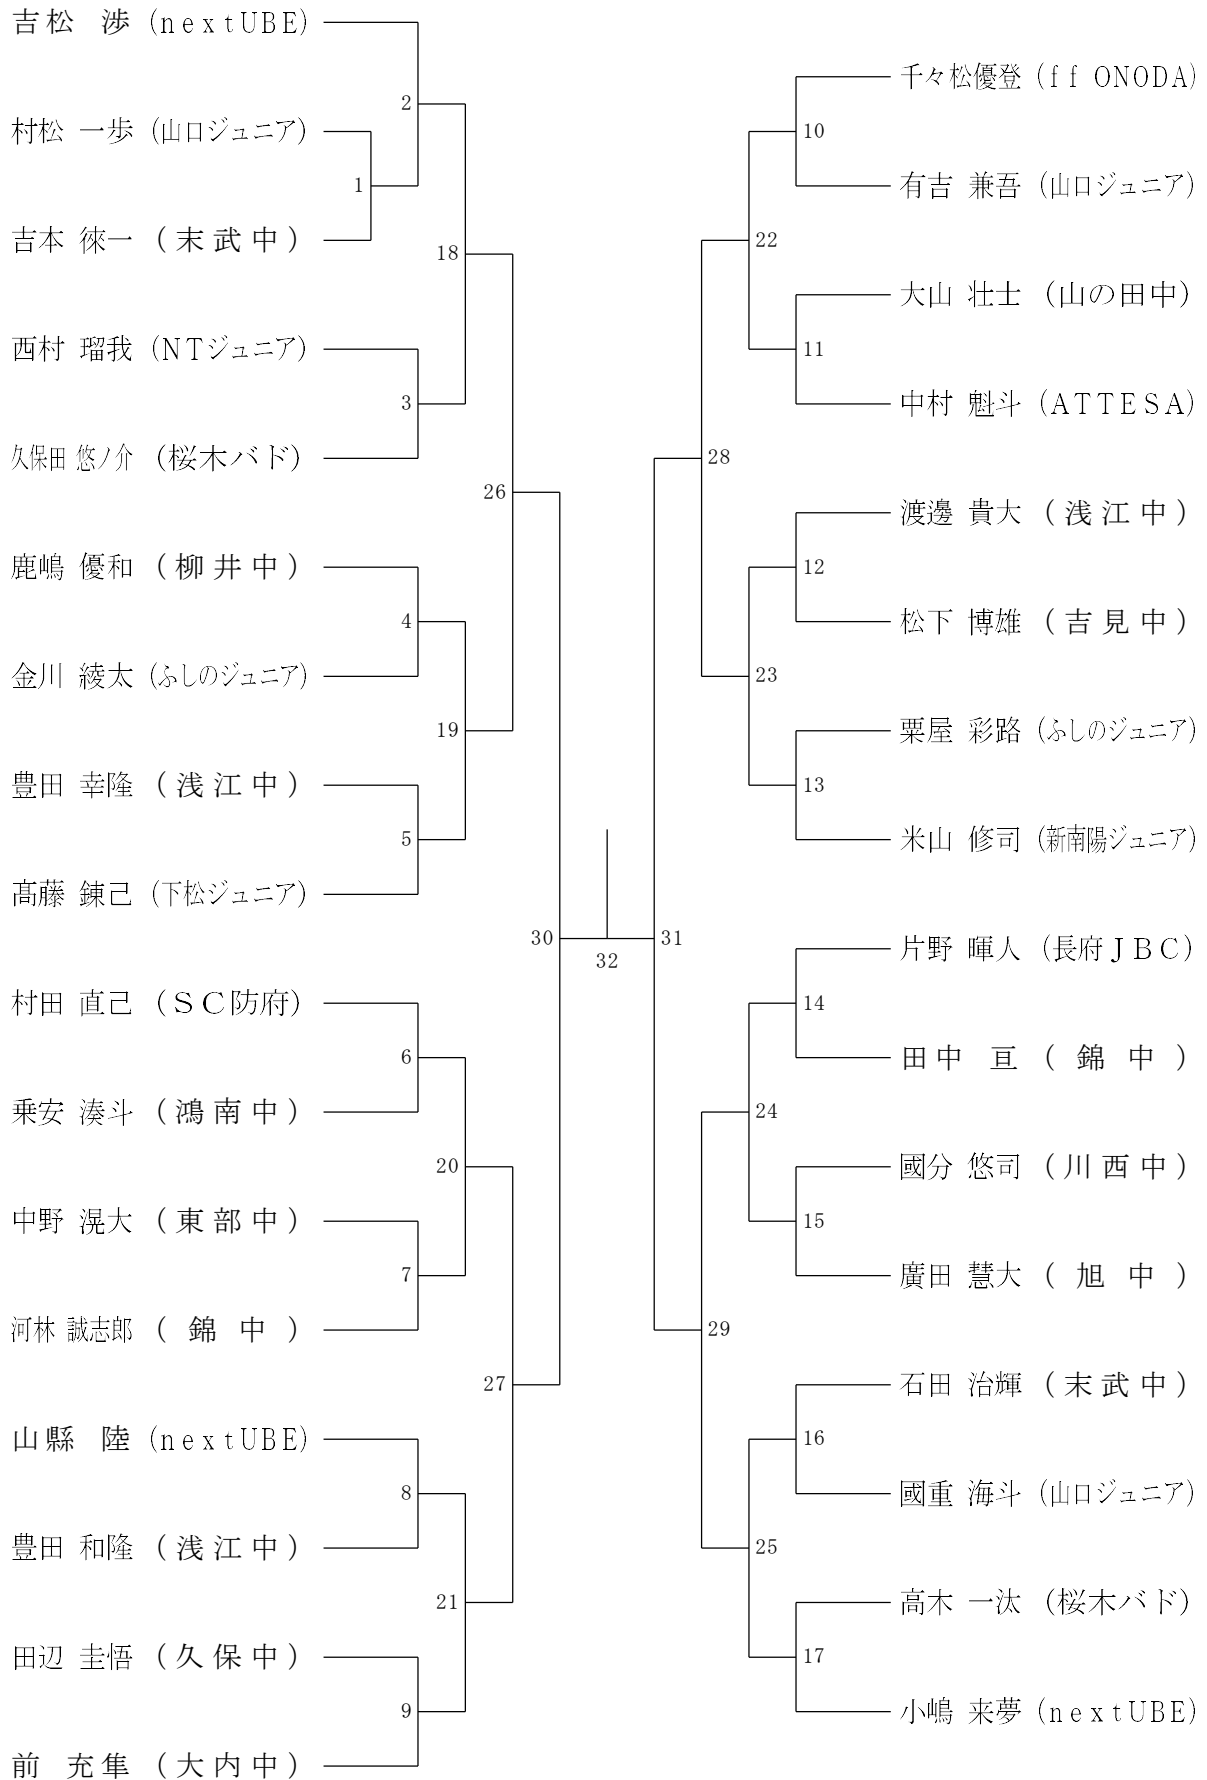 吉松 渉 (nextUBE)
村松 一歩 (山口ジュニア)
吉本 徠一 (末武中)
西村 瑠我 (NTジュニア)
久保田 悠ノ介 (桜木バド)
鹿嶋 優和 (柳井中)
金川 綾太 (ふしのジュニア)
豊田 幸隆 (浅江中)
髙藤 錬己 (下松ジュニア)
村田 直己 (SC防府)
乗安 湊斗 (鴻南中)
中野 滉大 (東部中)
河林 誠志郎 (錦中)
山縣 陸 (nextUBE)
豊田 和隆 (浅江中)
田辺 圭悟 (久保中)
前 充隼 (大内中)
1
2
3
4
5
6
7
8
9
18
19
20
21
26
27
30
32
31
28
29
22
23
24
25
10
11
12
13
14
15
16
17
千々松優登 (ff ONODA)
有吉 兼吾 (山口ジュニア)
大山 壮士 (山の田中)
中村 魁斗 (ATTESA)
渡邊 貴大 (浅江中)
松下 博雄 (吉見中)
粟屋 彩路 (ふしのジュニア)
米山 修司 (新南陽ジュニア)
片野 暉人 (長府JBC)
田中 亘 (錦中)
國分 悠司 (川西中)
廣田 慧大 (旭中)
石田 治輝 (末武中)
國重 海斗 (山口ジュニア)
高木 一汰 (桜木バド)
小嶋 来夢 (nextUBE)